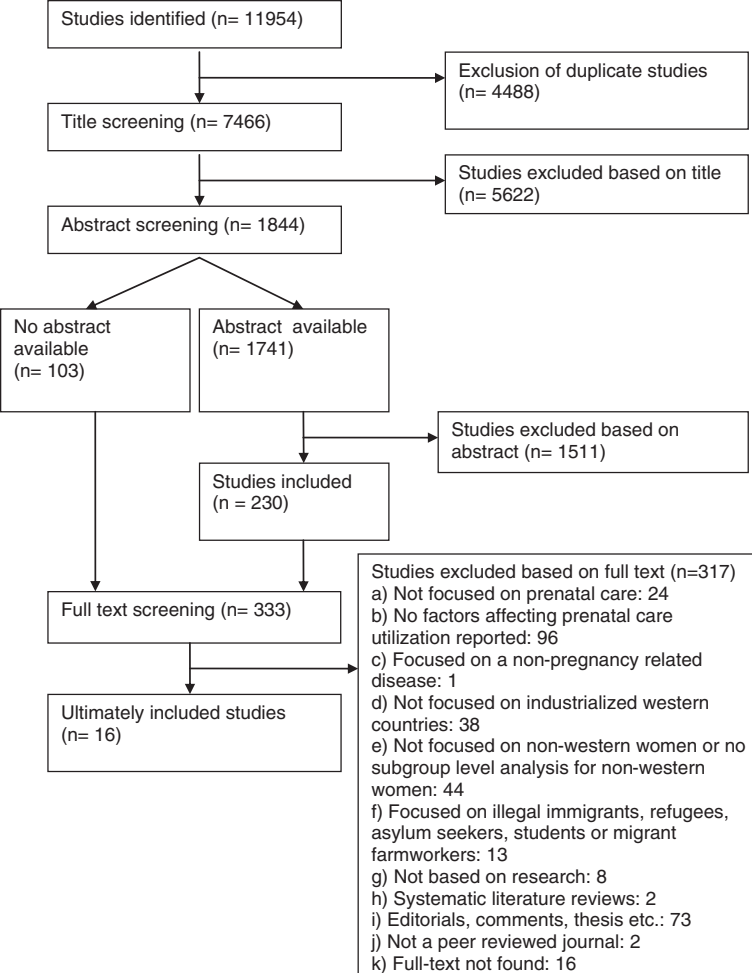 Studies identified (n= 11954)
Exclusion of duplicate studies
(n= 4488)
Title screening (n= 7466)
Studies excluded based on title
(n= 5622)
Abstract screening (n= 1844)
No abstract
available
(n= 103)
Abstract  available
(n= 1741)
Studies excluded based on
abstract (n= 1511)
Studies included
(n = 230)
Full text screening (n= 333)
Studies excluded based on full text (n=317)
a) Not focused on prenatal care: 24
b) No factors affecting prenatal care
utilization reported: 96
c) Focused on a non-pregnancy related
disease: 1
d) Not focused on industrialized western
countries: 38
e) Not focused on non-western women or no
subgroup level analysis for non-western
women: 44
f) Focused on illegal immigrants, refugees,
asylum seekers, students or migrant
farmworkers: 13
g) Not based on research: 8
h) Systematic literature reviews: 2
i) Editorials, comments, thesis etc.: 73
j) Not a peer reviewed journal: 2
k) Full-text not found: 16
Ultimately included studies
(n= 16)